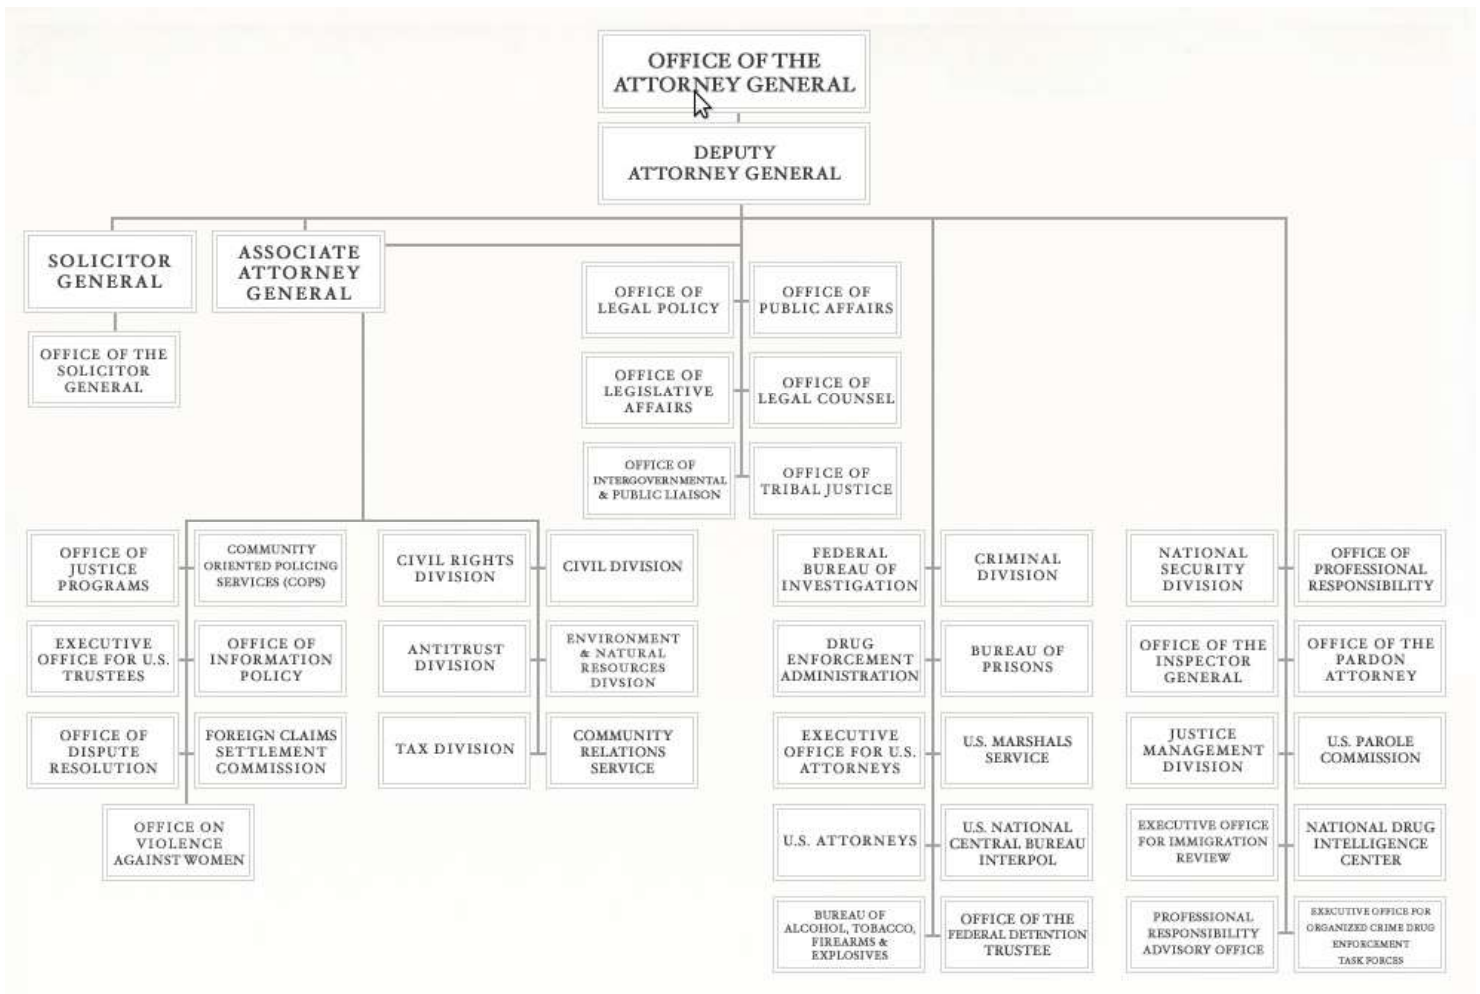 OFFICE OF THE
ATTORNEY GENERAL
DEPUTY
ATTORNEY GENERAL
SOLICITOR
GENERAL
ASSOCIATE
ATTORNEY
GENERAL
OFFICE OF THE
SOLICITOR
GENERAL
OFFICE OF
LEGAL POLICY
OFFICE OF
PUBLIC AFFAIRS
OFFICE OF
LEGISLATIVE
AFFAIRS
OFFICE OF
LEGAL COUNSEL
OFFICE OF
INTERGOVERNMENTAL
& PUBLIC LIAISON
OFFICE OF
TRIBAL JUSTICE
OFFICE OF
JUSTICE
PROGRAMS
COMMUNITY
ORIENTED POLICING
SERVICES (COPS)
CIVIL RIGHTS
DIVISION
CIVIL DIVISION
FEDERAL
BUREAU OF
INVESTIGATION
CRIMINAL
DIVISION
NATIONAL
SECURITY
DIVISION
OFFICE OF
PROFESSIONAL
RESPONSIBILITY
EXECUTIVE
OFFICE FOR U.S.
TRUSTEES
OFFICE OF
INFORMATION
POLICY
ANTITRUST
DIVISION
ENVIRONMENT
& NATURAL
RESOURCES
DIVSION
DRUG
ENFORCEMENT
ADMINISTRATION
BUREAU OF
PRISONS
OFFICE OF THE
INSPECTOR
GENERAL
OFFICE OF THE
PARDON
ATTORNEY
OFFICE OF
DISPUTE
RESOLUTION
FOREIGN CLAIMS
SETTLEMENT
COMMISSION
TAX DIVISION
COMMUNITY
RELATIONS
SERVICE
EXECUTIVE
OFFICE FOR U.S.
ATTORNEYS
U.S. MARSHALS
SERVICE
JUSTICE
MANAGEMENT
DIVISION
U.S. PAROLE
COMMISSION
OFFICE ON
VIOLENCE
AGAINST WOMEN
U.S. ATTORNEYS
U.S. NATIONAL
CENTRAL BUREAU
INTERPOL
EXECUTIVE OFFICE
FOR IMMIGRATION
REVIEW
NATIONAL DRUG
INTELLIGENCE
CENTER
BUREAU OF
ALCOHOL, TOBACCO,
FIREARMS &
EXPLOSIVES
OFFICE OF THE
FEDERAL DETENTION
TRUSTEE
PROFESSIONAL
RESPONSIBILITY
ADVISORY OFFICE
EXECUTIVE OFFICE FOR
ORGANIZED CRIME DRUG
ENFORCEMENT
TASK FORCES